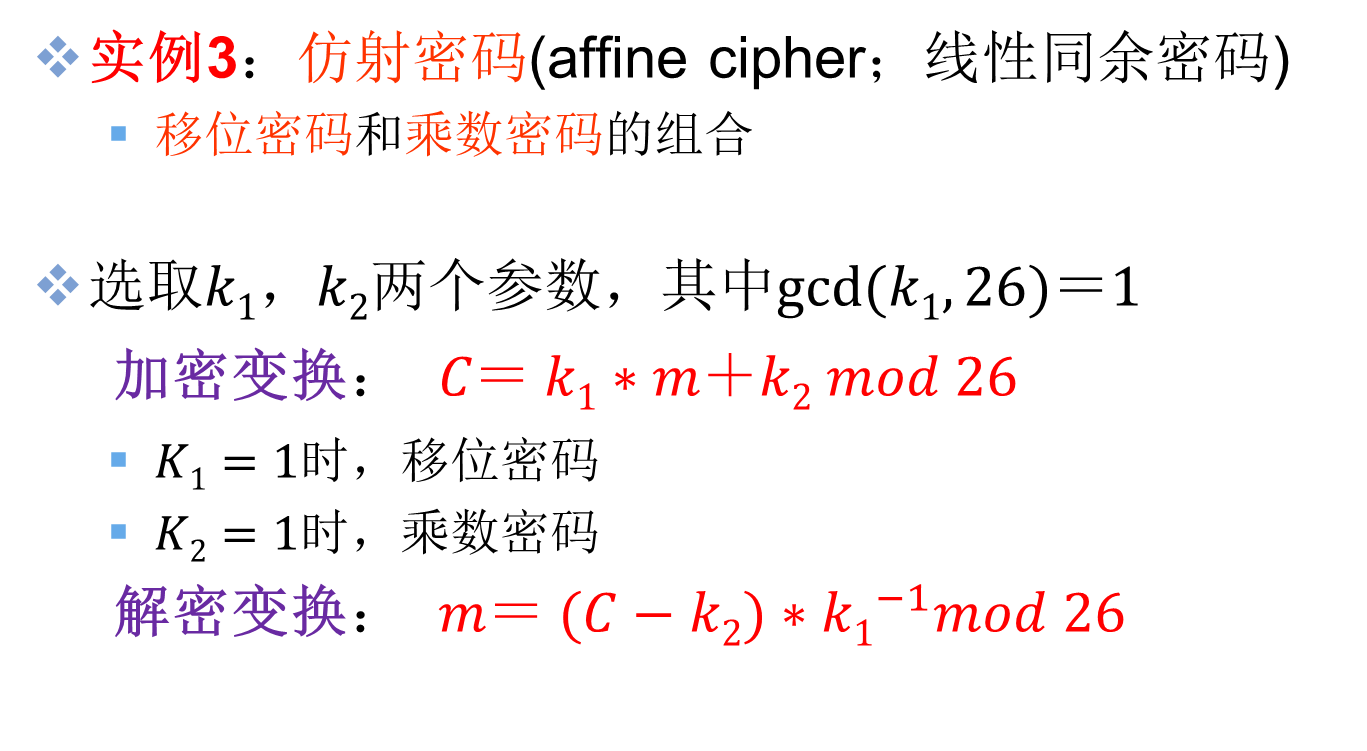 实例3：仿射密码(affine cipher；线性同余密码)
移位密码和乘数密码的组合
选取k₁，k₂两个参数，其中gcd(k₁, 26)＝1
加密变换： C＝ k₁ ∗ m＋k₂ mod 26
K₁ = 1时，移位密码
K₂ = 1时，乘数密码
解密变换： m＝ (C − k₂) ∗ k₁⁻¹mod 26